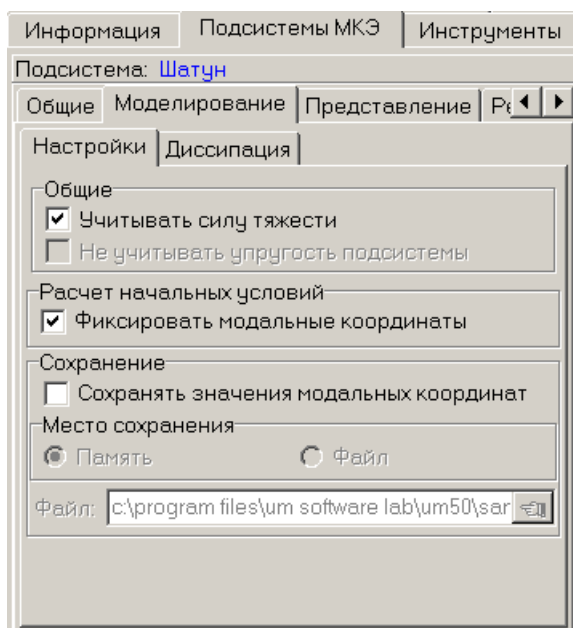 Информация Подсистемы МКЭ Инструменты
Подсистема: Шатун
Общие Моделирование Представление
Настройки Диссипация
Общие
Учитывать силу тяжести
Не учитывать упругость подсистемы
Расчет начальных условий
Фиксировать модальные координаты
Сохранение
Сохранять значения модальных координат
Место сохранения
Память Файл
Файл: c:\program files\um software lab\um50\sar